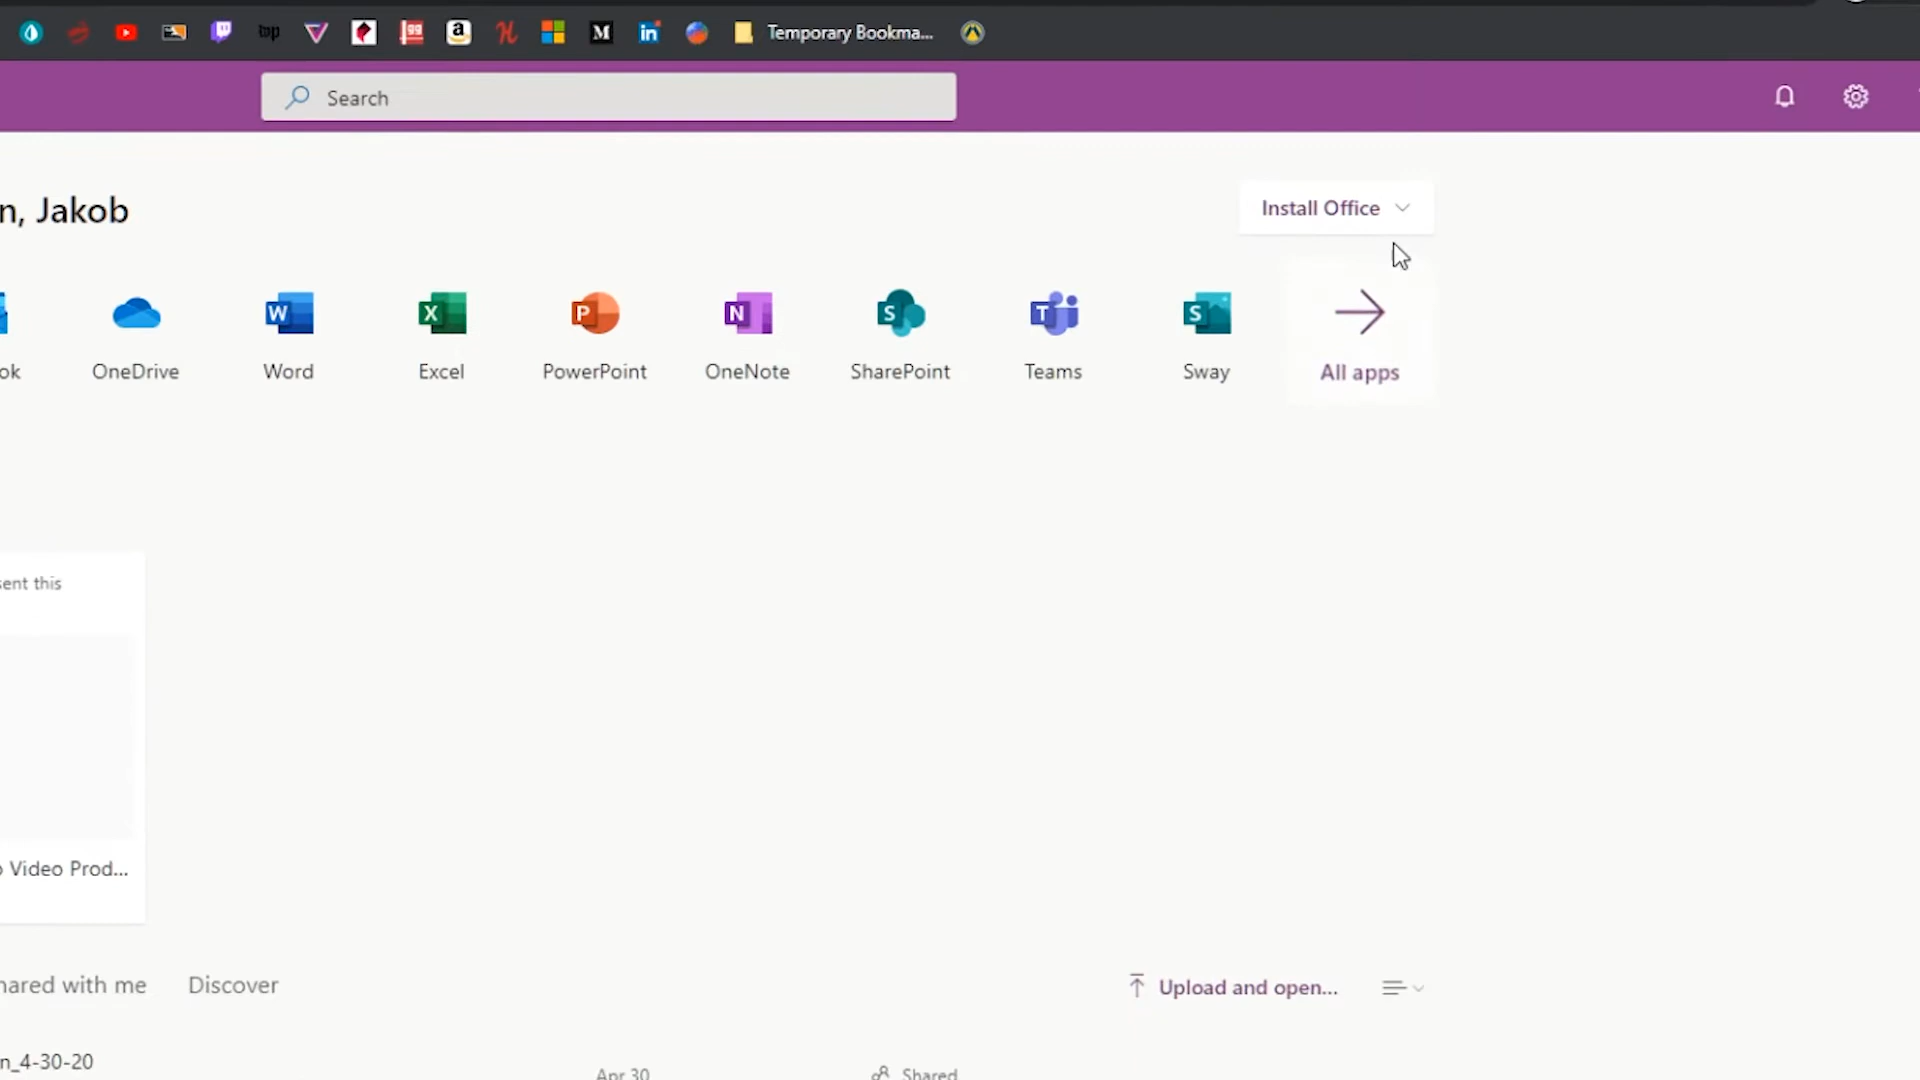 Temporary Bookma...
Search
n, Jakob
Install Office
ok
OneDrive
Word
Excel
PowerPoint
OneNote
SharePoint
Teams
Sway
All apps
sent this
Video Prod...
hared with me
Discover
Upload and open...
n_4-30-20
Apr 30
Shared